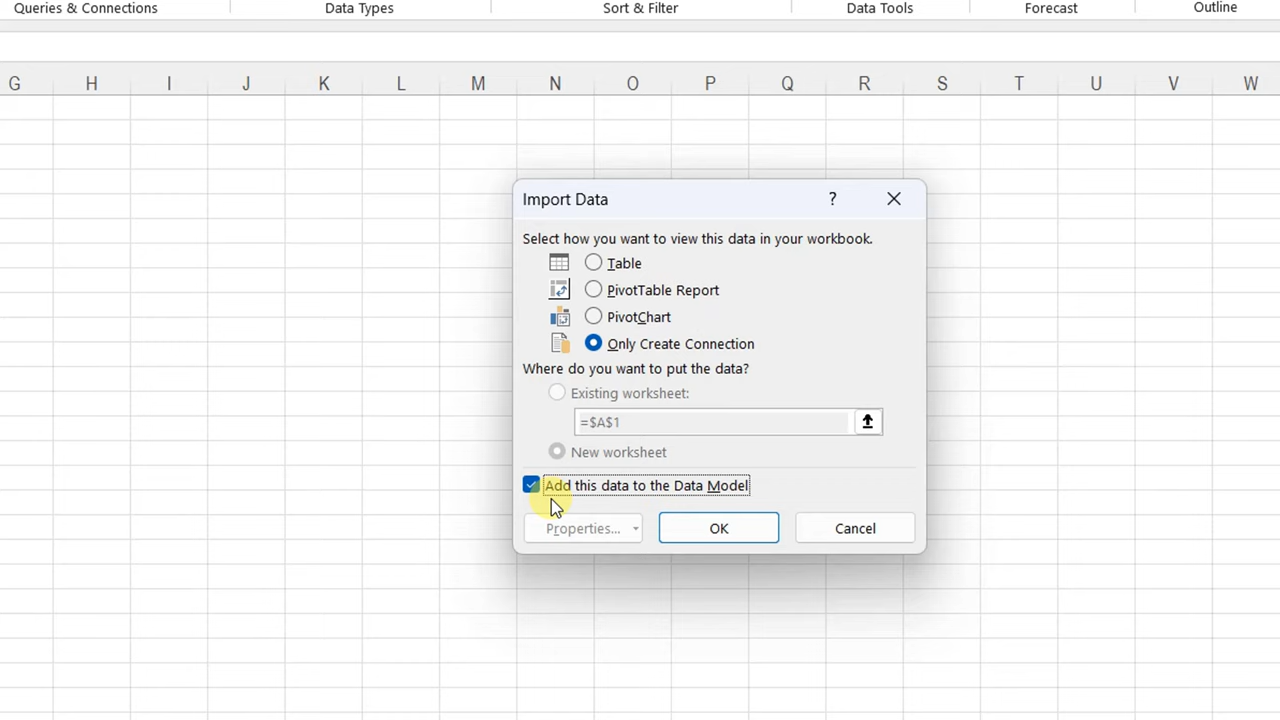 Queries & Connections Data Types Sort & Filter Data Tools Forecast Outline
G H I J K L M N O P Q R S T U V W
Import Data ?
Select how you want to view this data in your workbook.
Table
PivotTable Report
PivotChart
Only Create Connection
Where do you want to put the data?
Existing worksheet:
=$A$1
New worksheet
Add this data to the Data Model
Properties... OK Cancel